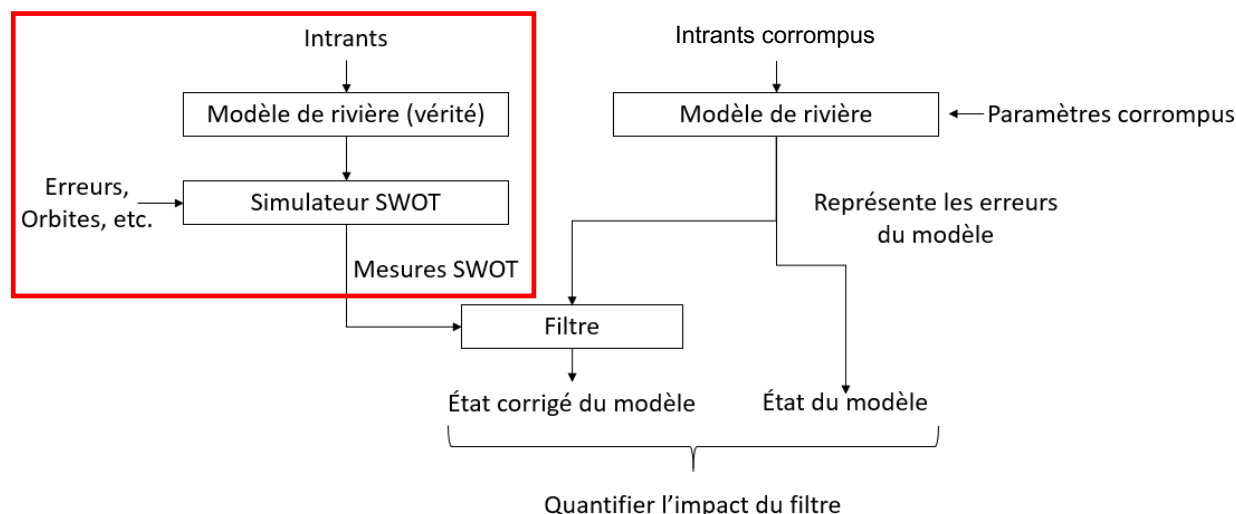 Intrants
Modèle de rivière (vérité)
Erreurs,
Orbites, etc.
Simulateur SWOT
Mesures SWOT
Intrants corrompus
Modèle de rivière
Paramètres corrompus
Représente les erreurs
du modèle
Filtre
État corrigé du modèle
État du modèle
Quantifier l’impact du filtre